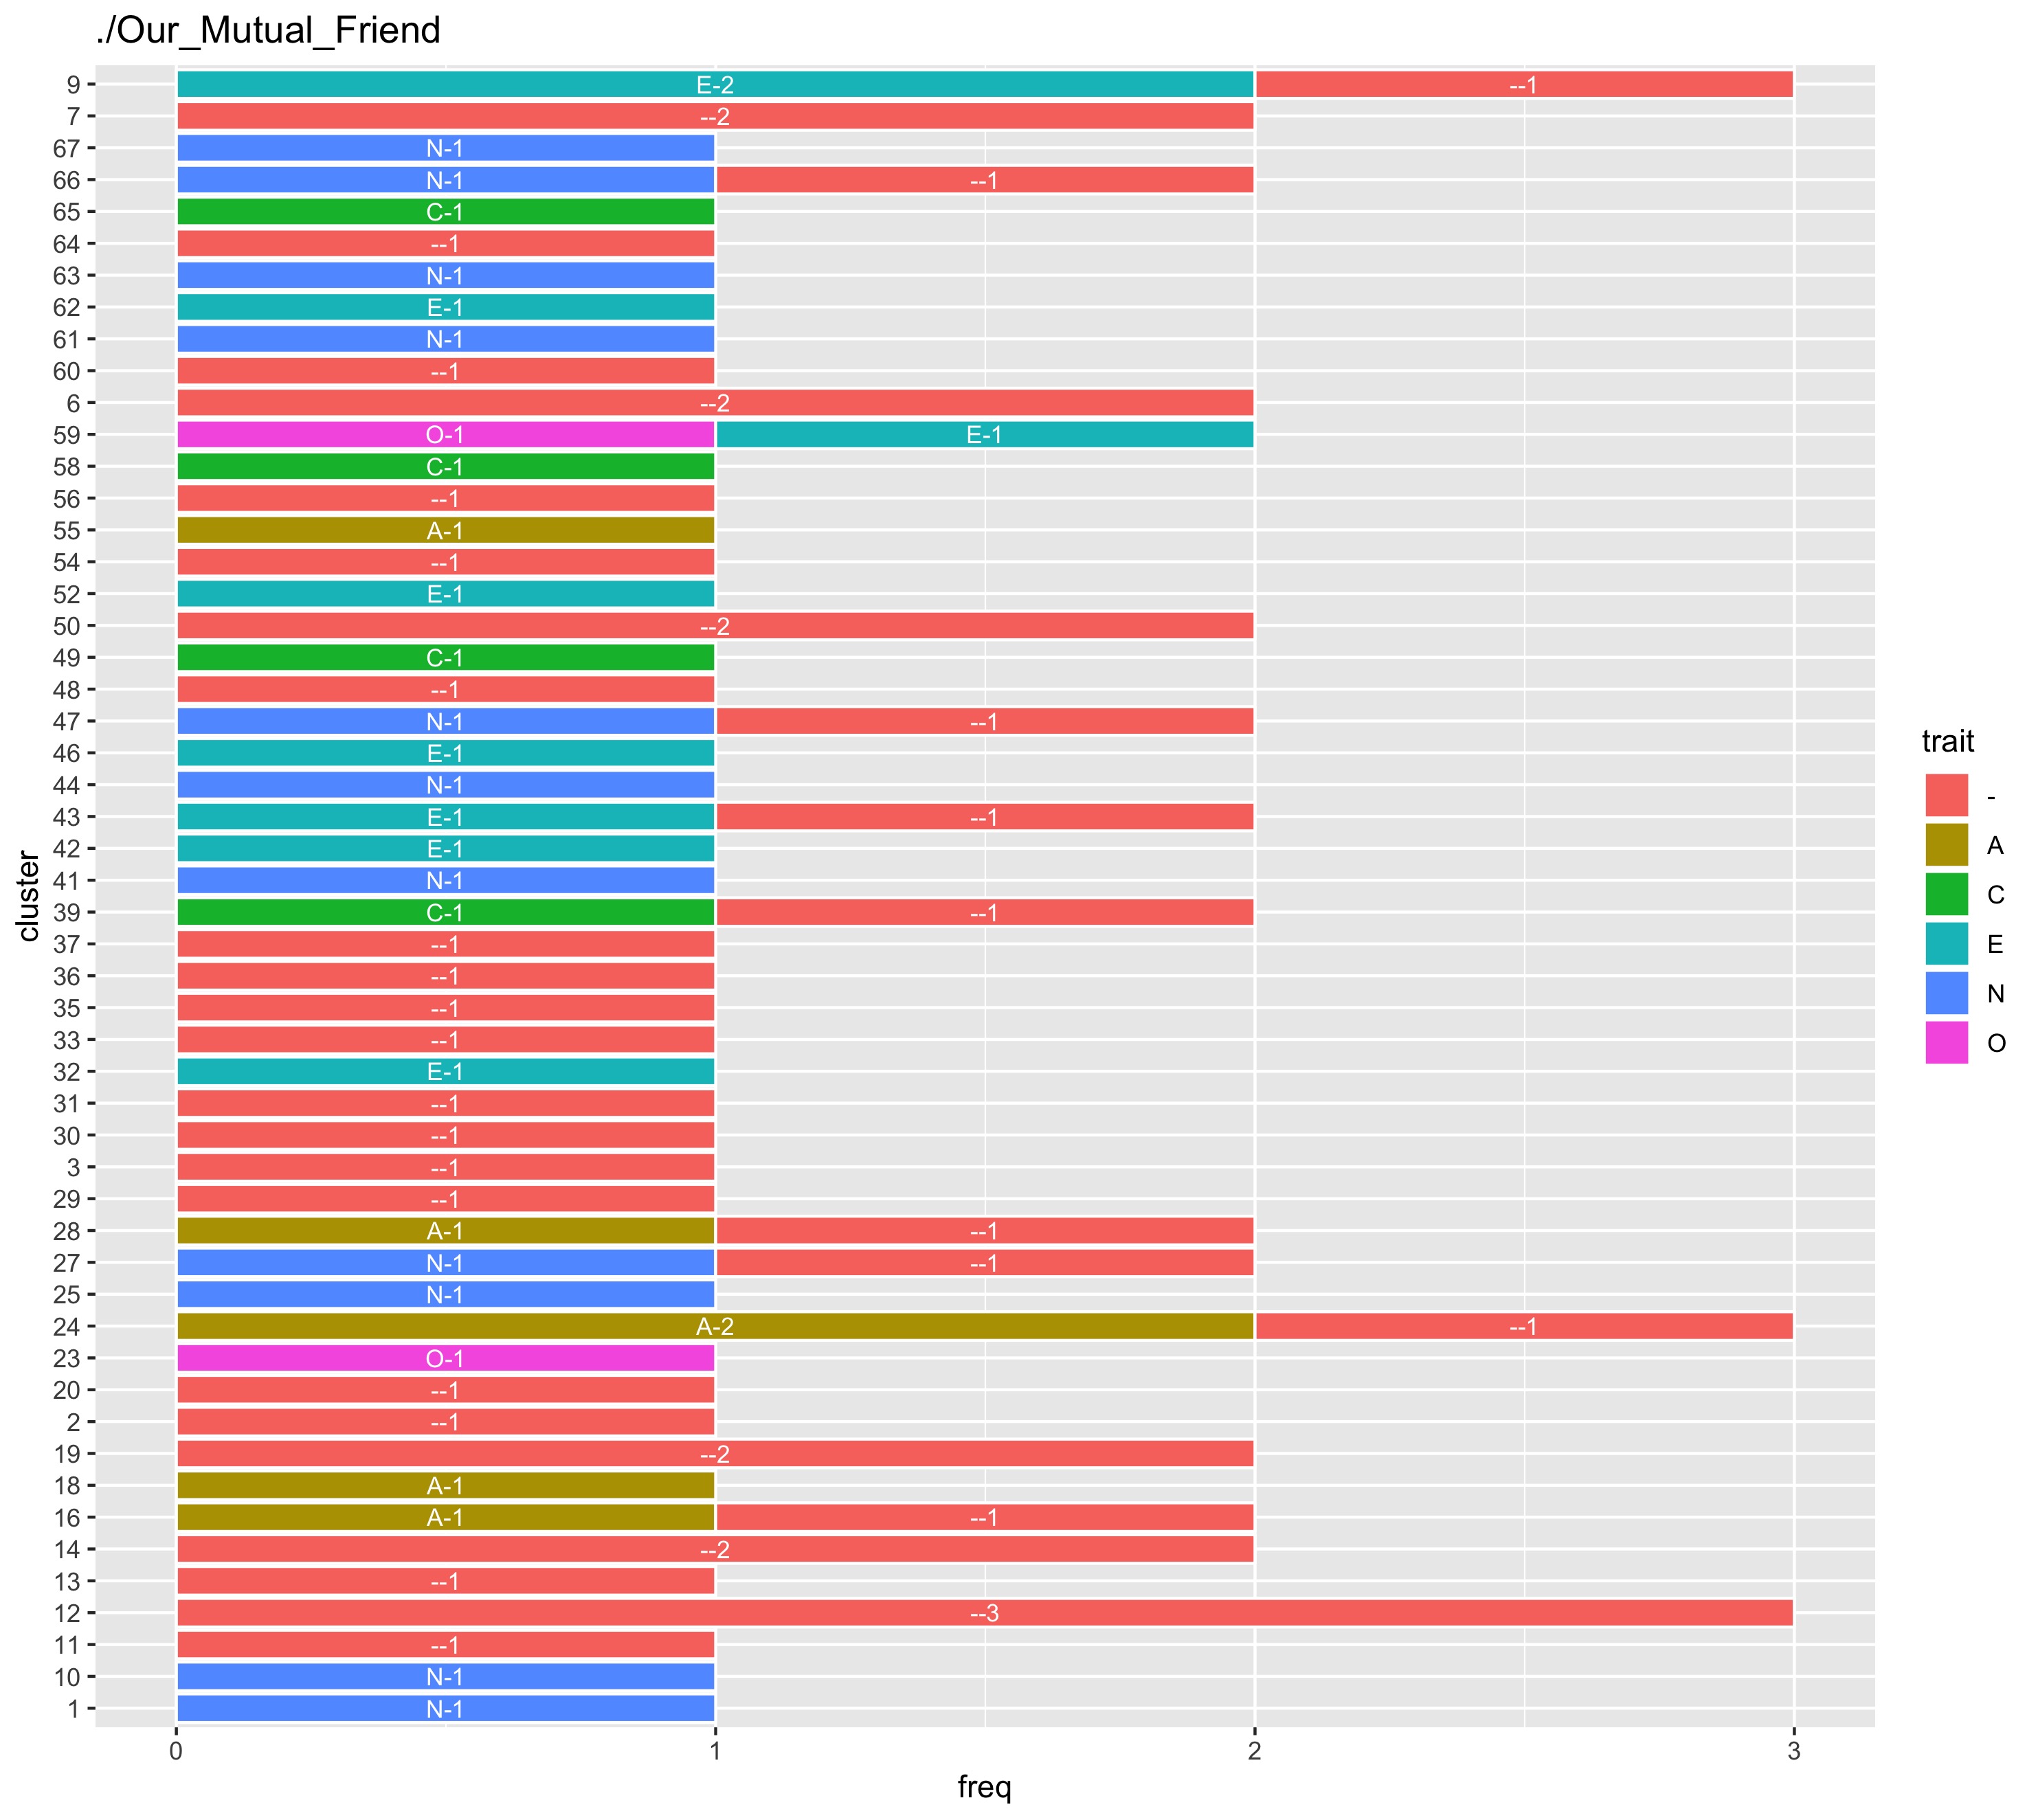 ./Our_Mutual_Friend
9 E-2 --1
7 --2
67 N-1
66 N-1 --1
65 C-1
64 --1
63 N-1
62 E-1
61 N-1
60 --1
6 --2
59 O-1 E-1
58 C-1
56 --1
55 A-1
54 --1
52 E-1
50 --2
49 C-1
48 --1
47 N-1 --1
46 E-1
44 N-1
43 E-1 --1
42 E-1
41 N-1
39 C-1 --1
37 --1
36 --1
35 --1
33 --1
32 E-1
31 --1
30 --1
3 --1
29 --1
28 A-1 --1
27 N-1 --1
25 N-1
24 A-2 --1
23 O-1
20 --1
2 --1
19 --2
18 A-1
16 A-1 --1
14 --2
13 --1
12 --3
11 --1
10 N-1
1 N-1
0 1 2 3
freq
cluster
trait
-
A
C
E
N
O